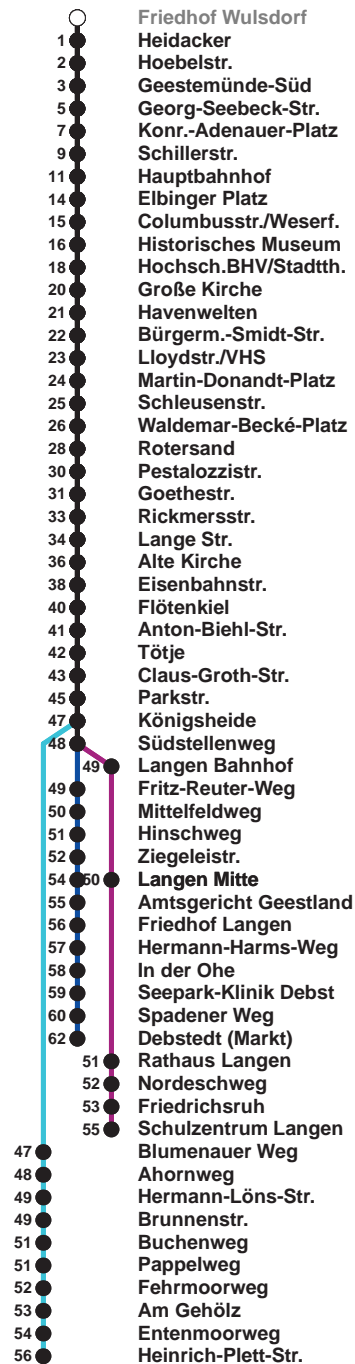 Friedhof Wulsdorf
1 Heidacker
2 Hoebelstr.
3 Geestemünde-Süd
5 Georg-Seebeck-Str.
7 Konr.-Adenauer-Platz
9 Schillerstr.
11 Hauptbahnhof
14 Elbinger Platz
15 Columbusstr./Weserf.
16 Historisches Museum
18 Hochsch.BHV/Stadtth.
20 Große Kirche
21 Havenwelten
22 Bürgerm.-Smidt-Str.
23 Lloydstr./VHS
24 Martin-Donandt-Platz
25 Schleusenstr.
26 Waldemar-Becké-Platz
28 Rotersand
30 Pestalozzistr.
31 Goethestr.
33 Rickmersstr.
34 Lange Str.
36 Alte Kirche
38 Eisenbahnstr.
40 Flötenkiel
41 Anton-Biehl-Str.
42 Tötje
43 Claus-Groth-Str.
45 Parkstr.
47 Königsheide
48 Südstellenweg
49 Langen Bahnhof
49 Fritz-Reuter-Weg
50 Mittelfeldweg
51 Hinschweg
52 Ziegeleistr.
54 50 Langen Mitte
55 Amtsgericht Geestland
56 Friedhof Langen
57 Hermann-Harms-Weg
58 In der Ohe
59 Seepark-Klinik Debst
60 Spadener Weg
62 Debstedt (Markt)
51 Rathaus Langen
52 Nordeschweg
53 Friedrichsruh
55 Schulzentrum Langen
47 Blumenauer Weg
48 Ahornweg
49 Hermann-Löns-Str.
49 Brunnenstr.
51 Buchenweg
51 Pappelweg
52 Fehrmoorweg
53 Am Gehölz
54 Entenmoorweg
56 Heinrich-Plett-Str.